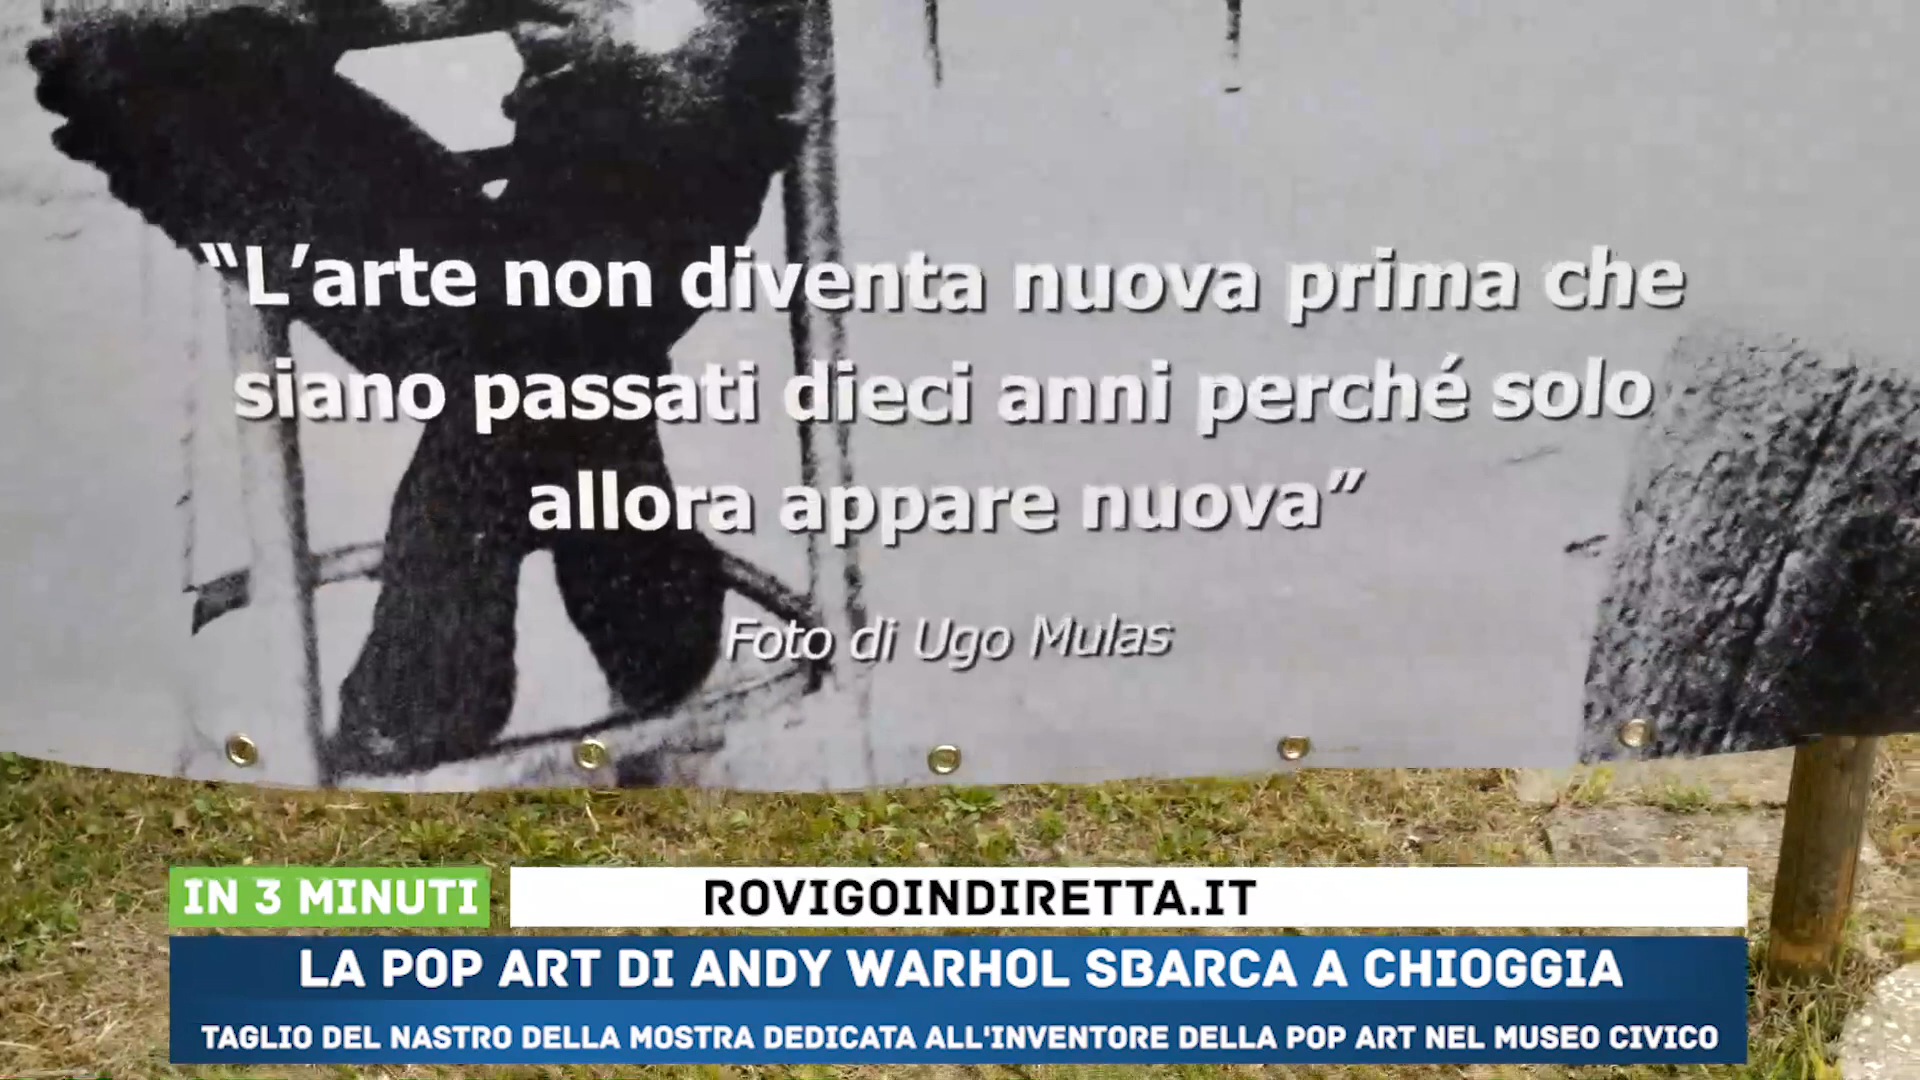 “L’arte non diventa nuova prima che
siano passati dieci anni perché solo
allora appare nuova”
Foto di Ugo Mulas
IN 3 MINUTI
ROVIGOINDIRETTA.IT
LA POP ART DI ANDY WARHOL SBARCA A CHIOGGIA
TAGLIO DEL NASTRO DELLA MOSTRA DEDICATA ALL'INVENTORE DELLA POP ART NEL MUSEO CIVICO